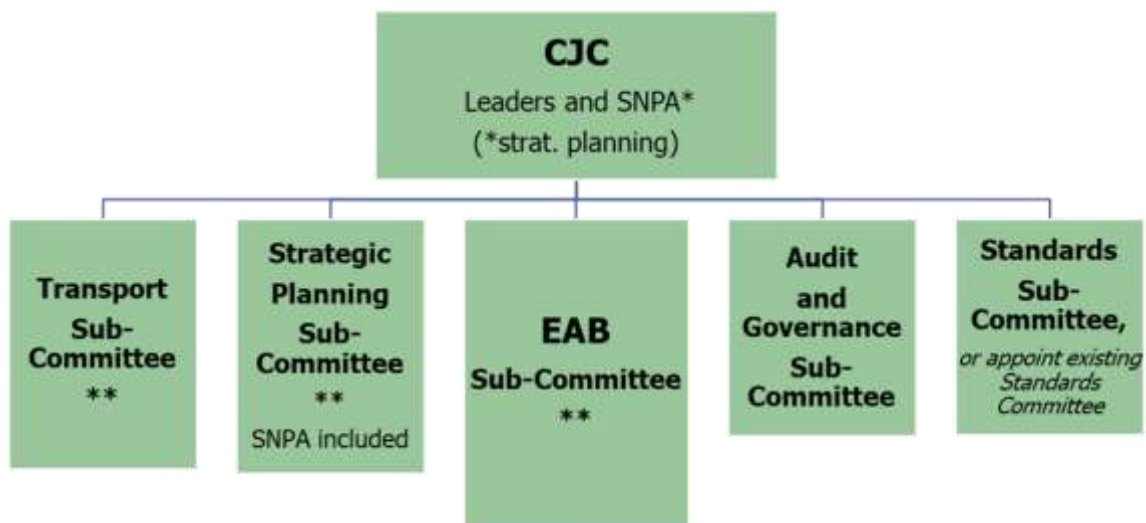 CJC
Leaders and SNPA*
(*strat. planning)
Transport
Sub-
Committee
**
Strategic
Planning
Sub-
Committee
**
SNPA included
EAB
Sub-Committee
**
Audit
and
Governance
Sub-
Committee
Standards
Sub-
Committee,
or appoint existing
Standards
Committee